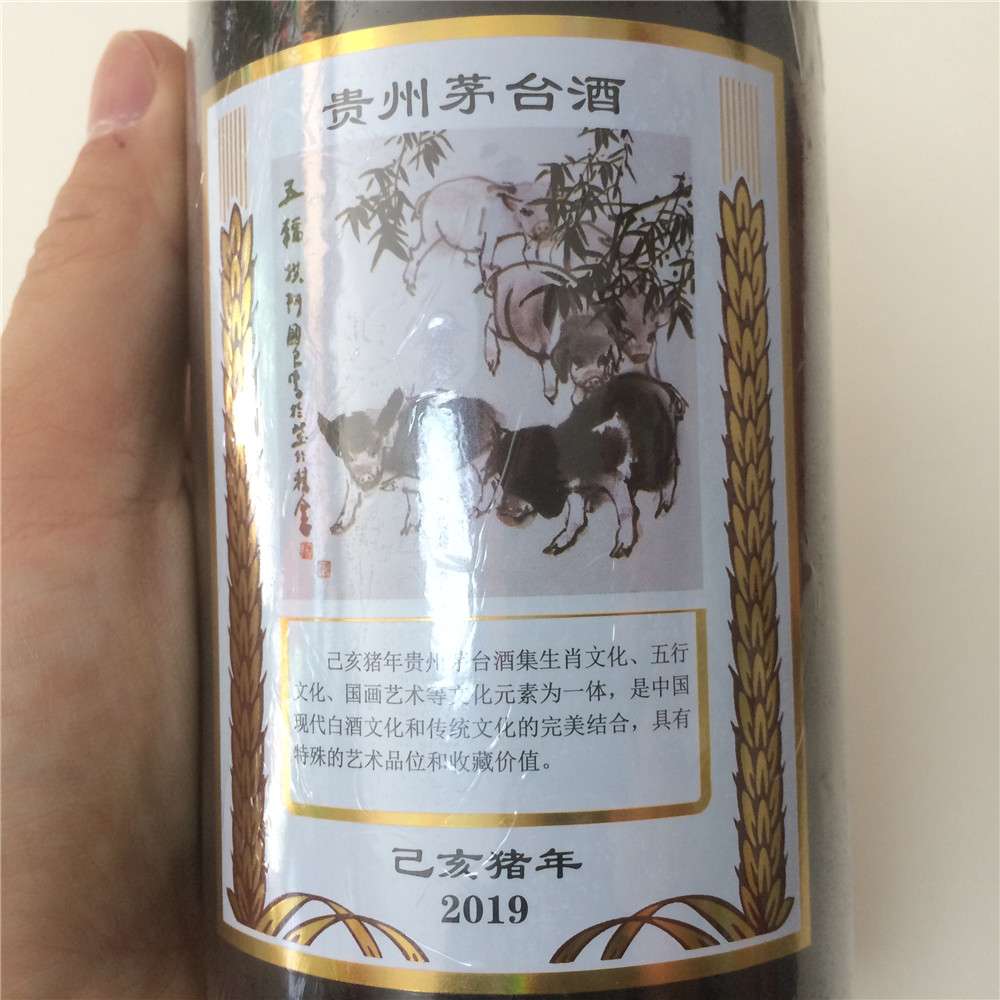 贵州茅台酒
五福
己亥猪年贵州茅台酒集生肖文化、五行
文化、国画艺术等文化元素为一体，是中国
现代白酒文化和传统文化的完美结合，具有
特殊的艺术品位和收藏价值。
己亥猪年
2019